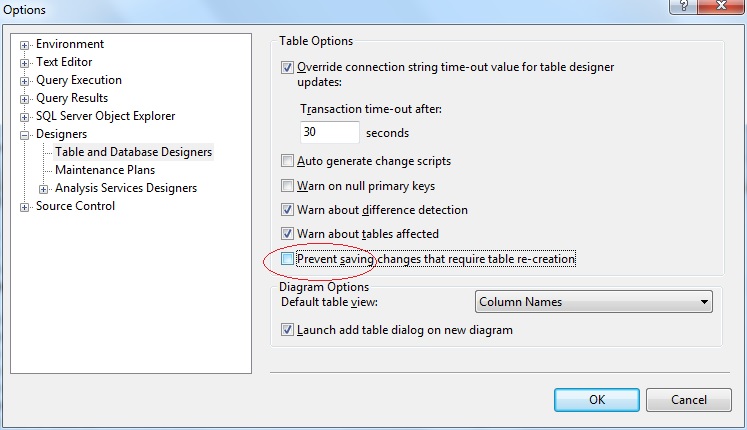 Options
?
Environment
Text Editor
Query Execution
Query Results
SQL Server Object Explorer
Designers
Table and Database Designers
Maintenance Plans
Analysis Services Designers
Source Control
Table Options
Override connection string time-out value for table designer
updates:
Transaction time-out after:
30 seconds
Auto generate change scripts
Warn on null primary keys
Warn about difference detection
Warn about tables affected
Prevent saving changes that require table re-creation
Diagram Options
Default table view: Column Names
Launch add table dialog on new diagram
OK Cancel